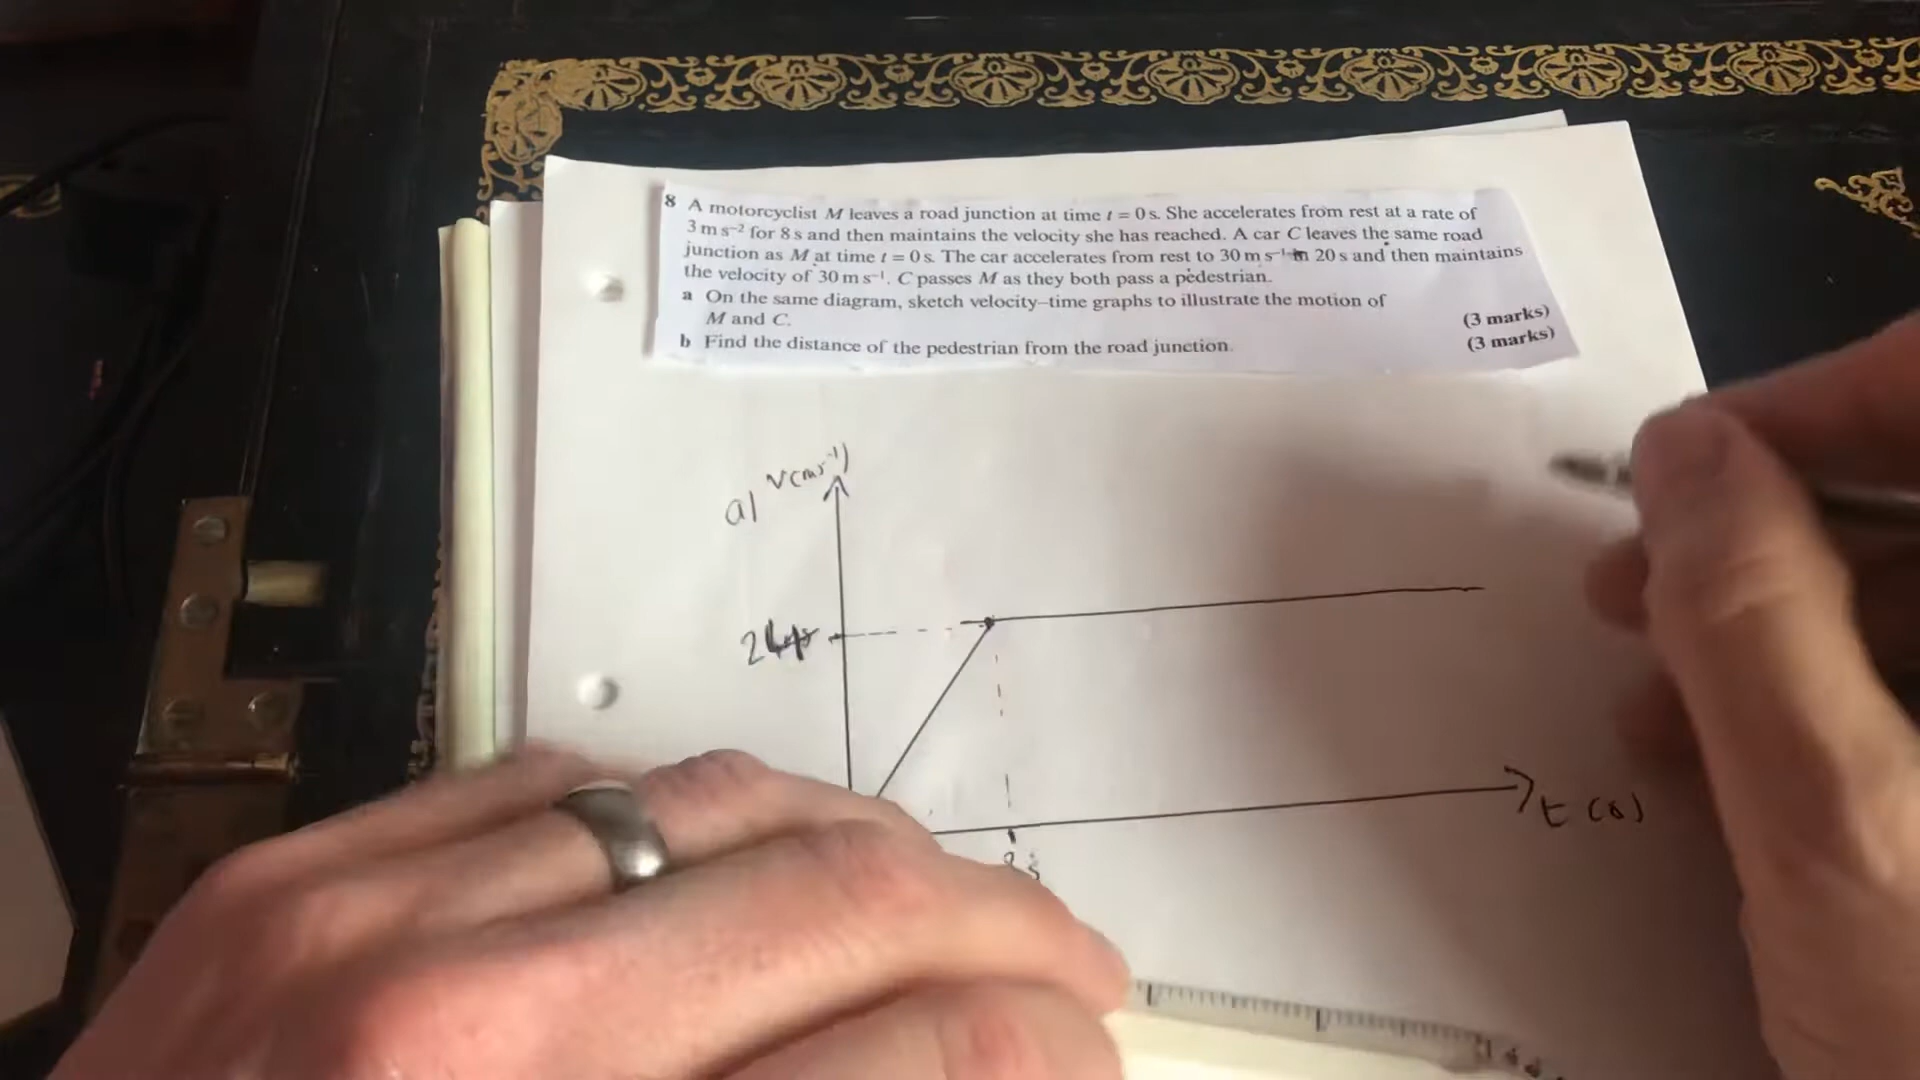 8 A motorcyclist M leaves a road junction at time t = 0 s. She accelerates from rest at a rate of
3 m s⁻² for 8 s and then maintains the velocity she has reached. A car C leaves the same road
junction as M at time t = 0 s. The car accelerates from rest to 30 m s⁻¹ in 20 s and then maintains
the velocity of 30 m s⁻¹. C passes M as they both pass a pedestrian.
a On the same diagram, sketch velocity–time graphs to illustrate the motion of
M and C. (3 marks)
b Find the distance of the pedestrian from the road junction. (3 marks)
a) V(ms⁻¹)
24
t (s)
8